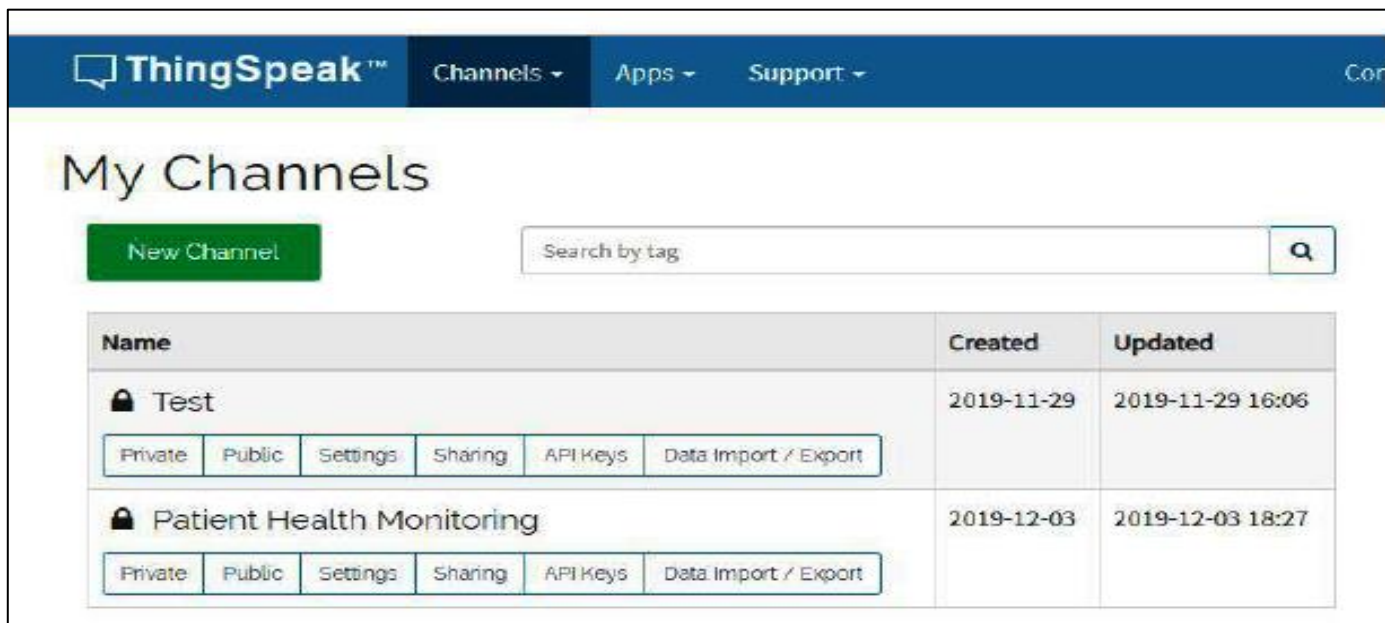 ThingSpeak™ Channels Apps Support
My Channels
New Channel Search by tag
Name Created Updated
Test 2019-11-29 2019-11-29 16:06
Private Public Settings Sharing API Keys Data Import / Export
Patient Health Monitoring 2019-12-03 2019-12-03 18:27
Private Public Settings Sharing API Keys Data Import / Export